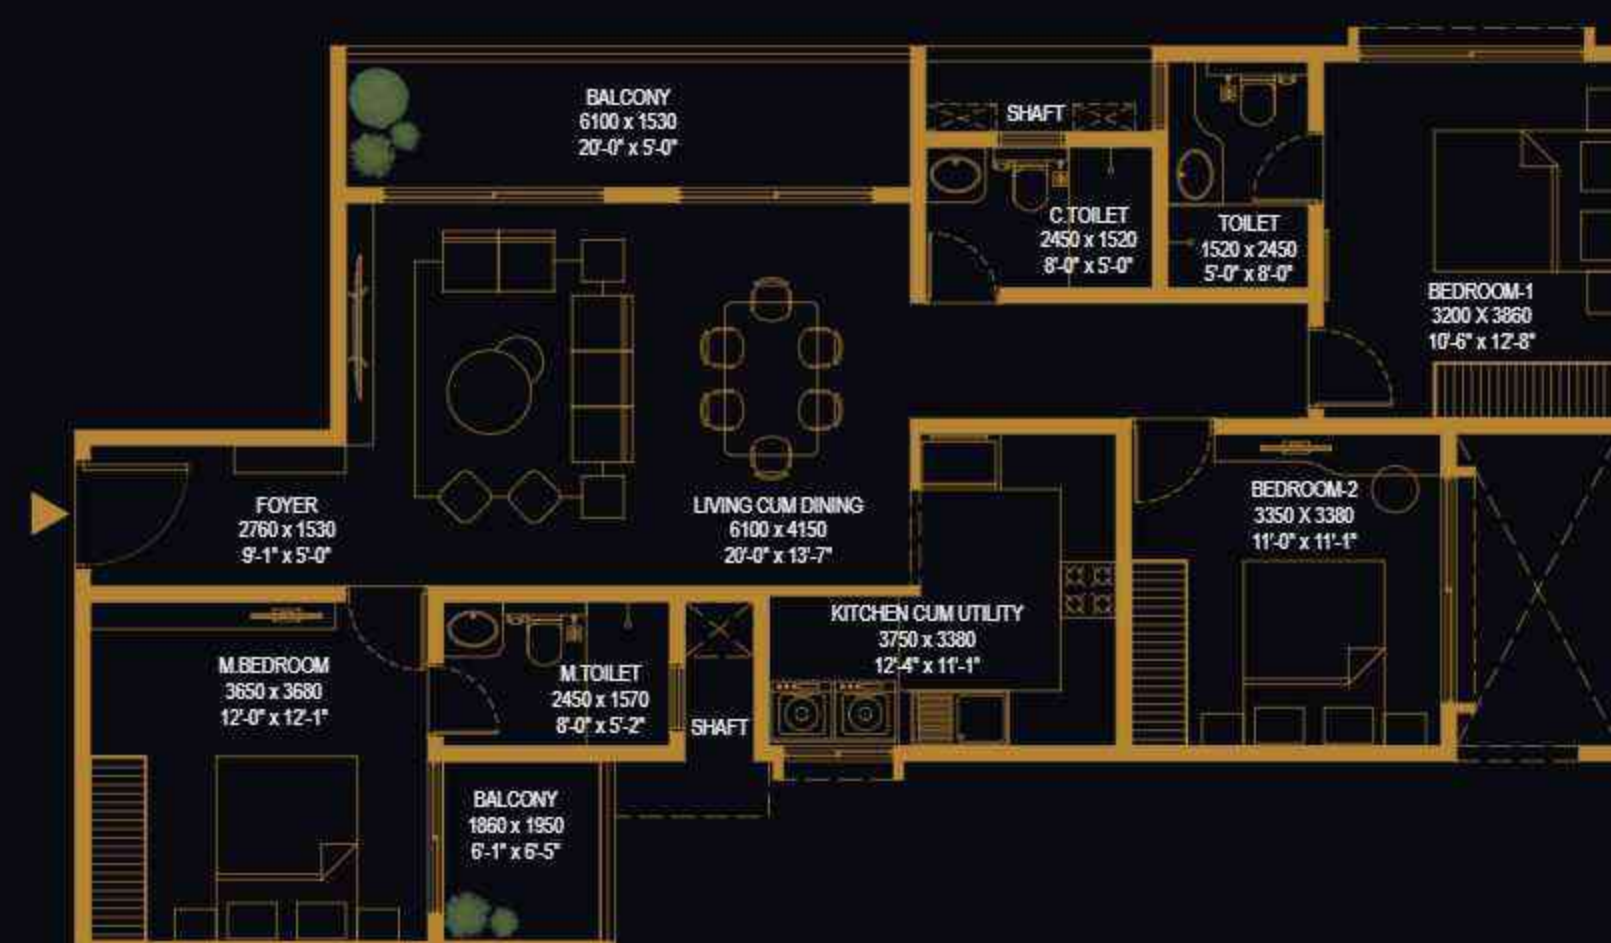 BALCONY
6100 x 1530
20'-0" x 5'-0"
SHAFT
C.TOILET
2450 x 1520
8'-0" x 5'-0"
TOILET
1520 x 2450
5'-0" x 8'-0"
BEDROOM-1
3200 X 3860
10'-6" x 12'-8"
FOYER
2760 x 1530
9'-1" x 5'-0"
LIVING CUM DINING
6100 x 4150
20'-0" x 13'-7"
BEDROOM-2
3350 X 3380
11'-0" x 11'-1"
KITCHEN CUM UTILITY
3750 x 3380
12'-4" x 11'-1"
M.BEDROOM
3650 x 3680
12'-0" x 12'-1"
M.TOILET
2450 x 1570
8'-0" x 5'-2"
SHAFT
BALCONY
1860 x 1950
6'-1" x 6'-5"